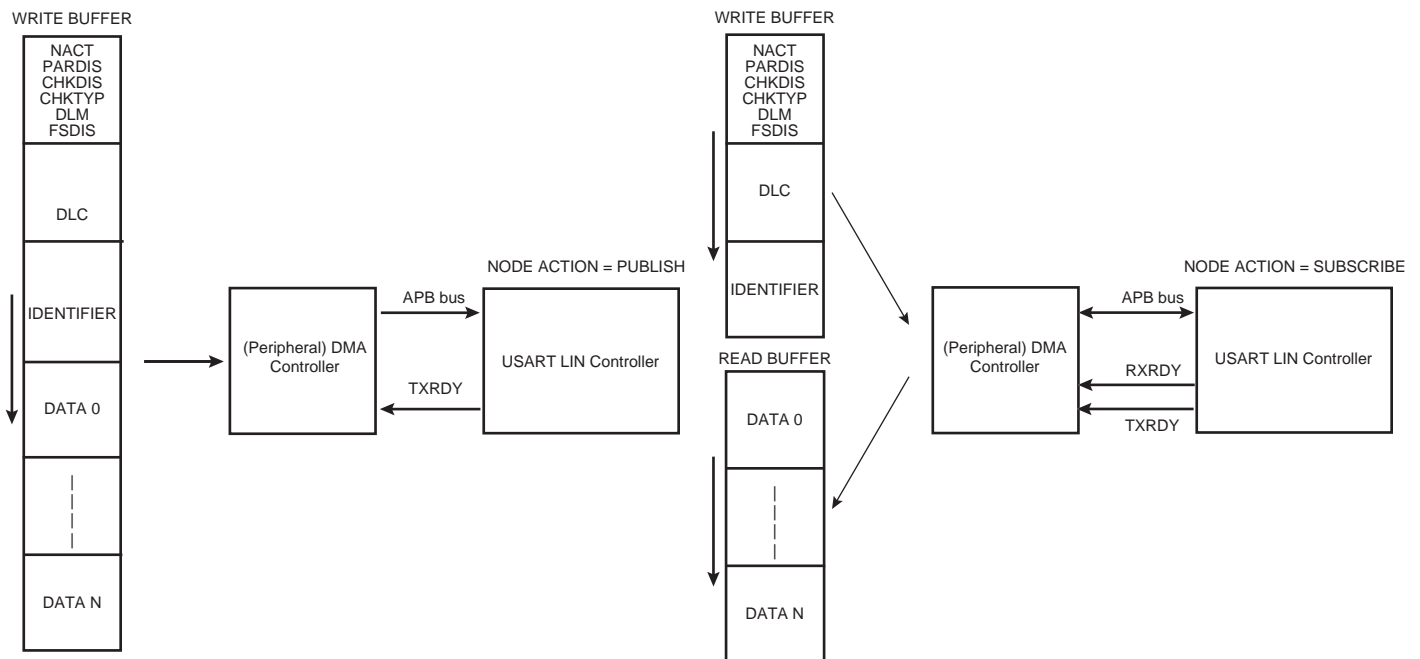 WRITE BUFFER
NACT
PARDIS
CHKDIS
CHKTYP
DLM
FSDIS
DLC
IDENTIFIER
DATA 0
DATA N
(Peripheral) DMA
Controller
APB bus
TXRDY
NODE ACTION = PUBLISH
USART LIN Controller
WRITE BUFFER
NACT
PARDIS
CHKDIS
CHKTYP
DLM
FSDIS
DLC
IDENTIFIER
READ BUFFER
DATA 0
DATA N
(Peripheral) DMA
Controller
APB bus
RXRDY
TXRDY
NODE ACTION = SUBSCRIBE
USART LIN Controller